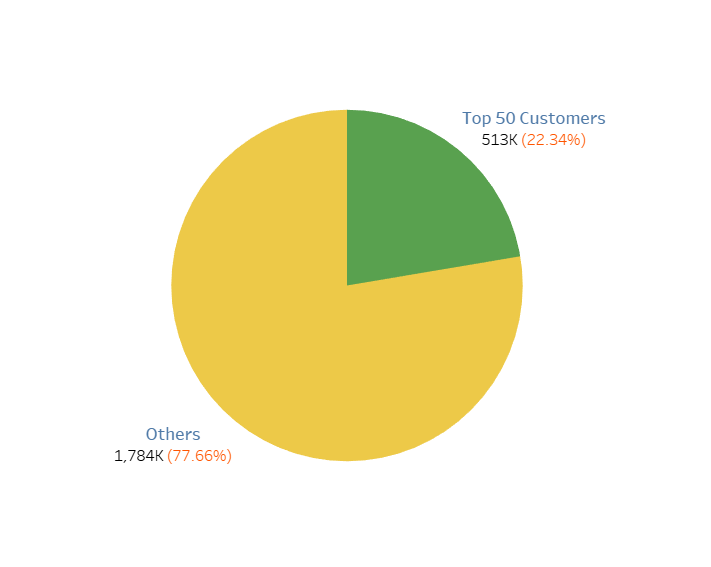 Top 50 Customers
513K (22.34%)
Others
1,784K (77.66%)